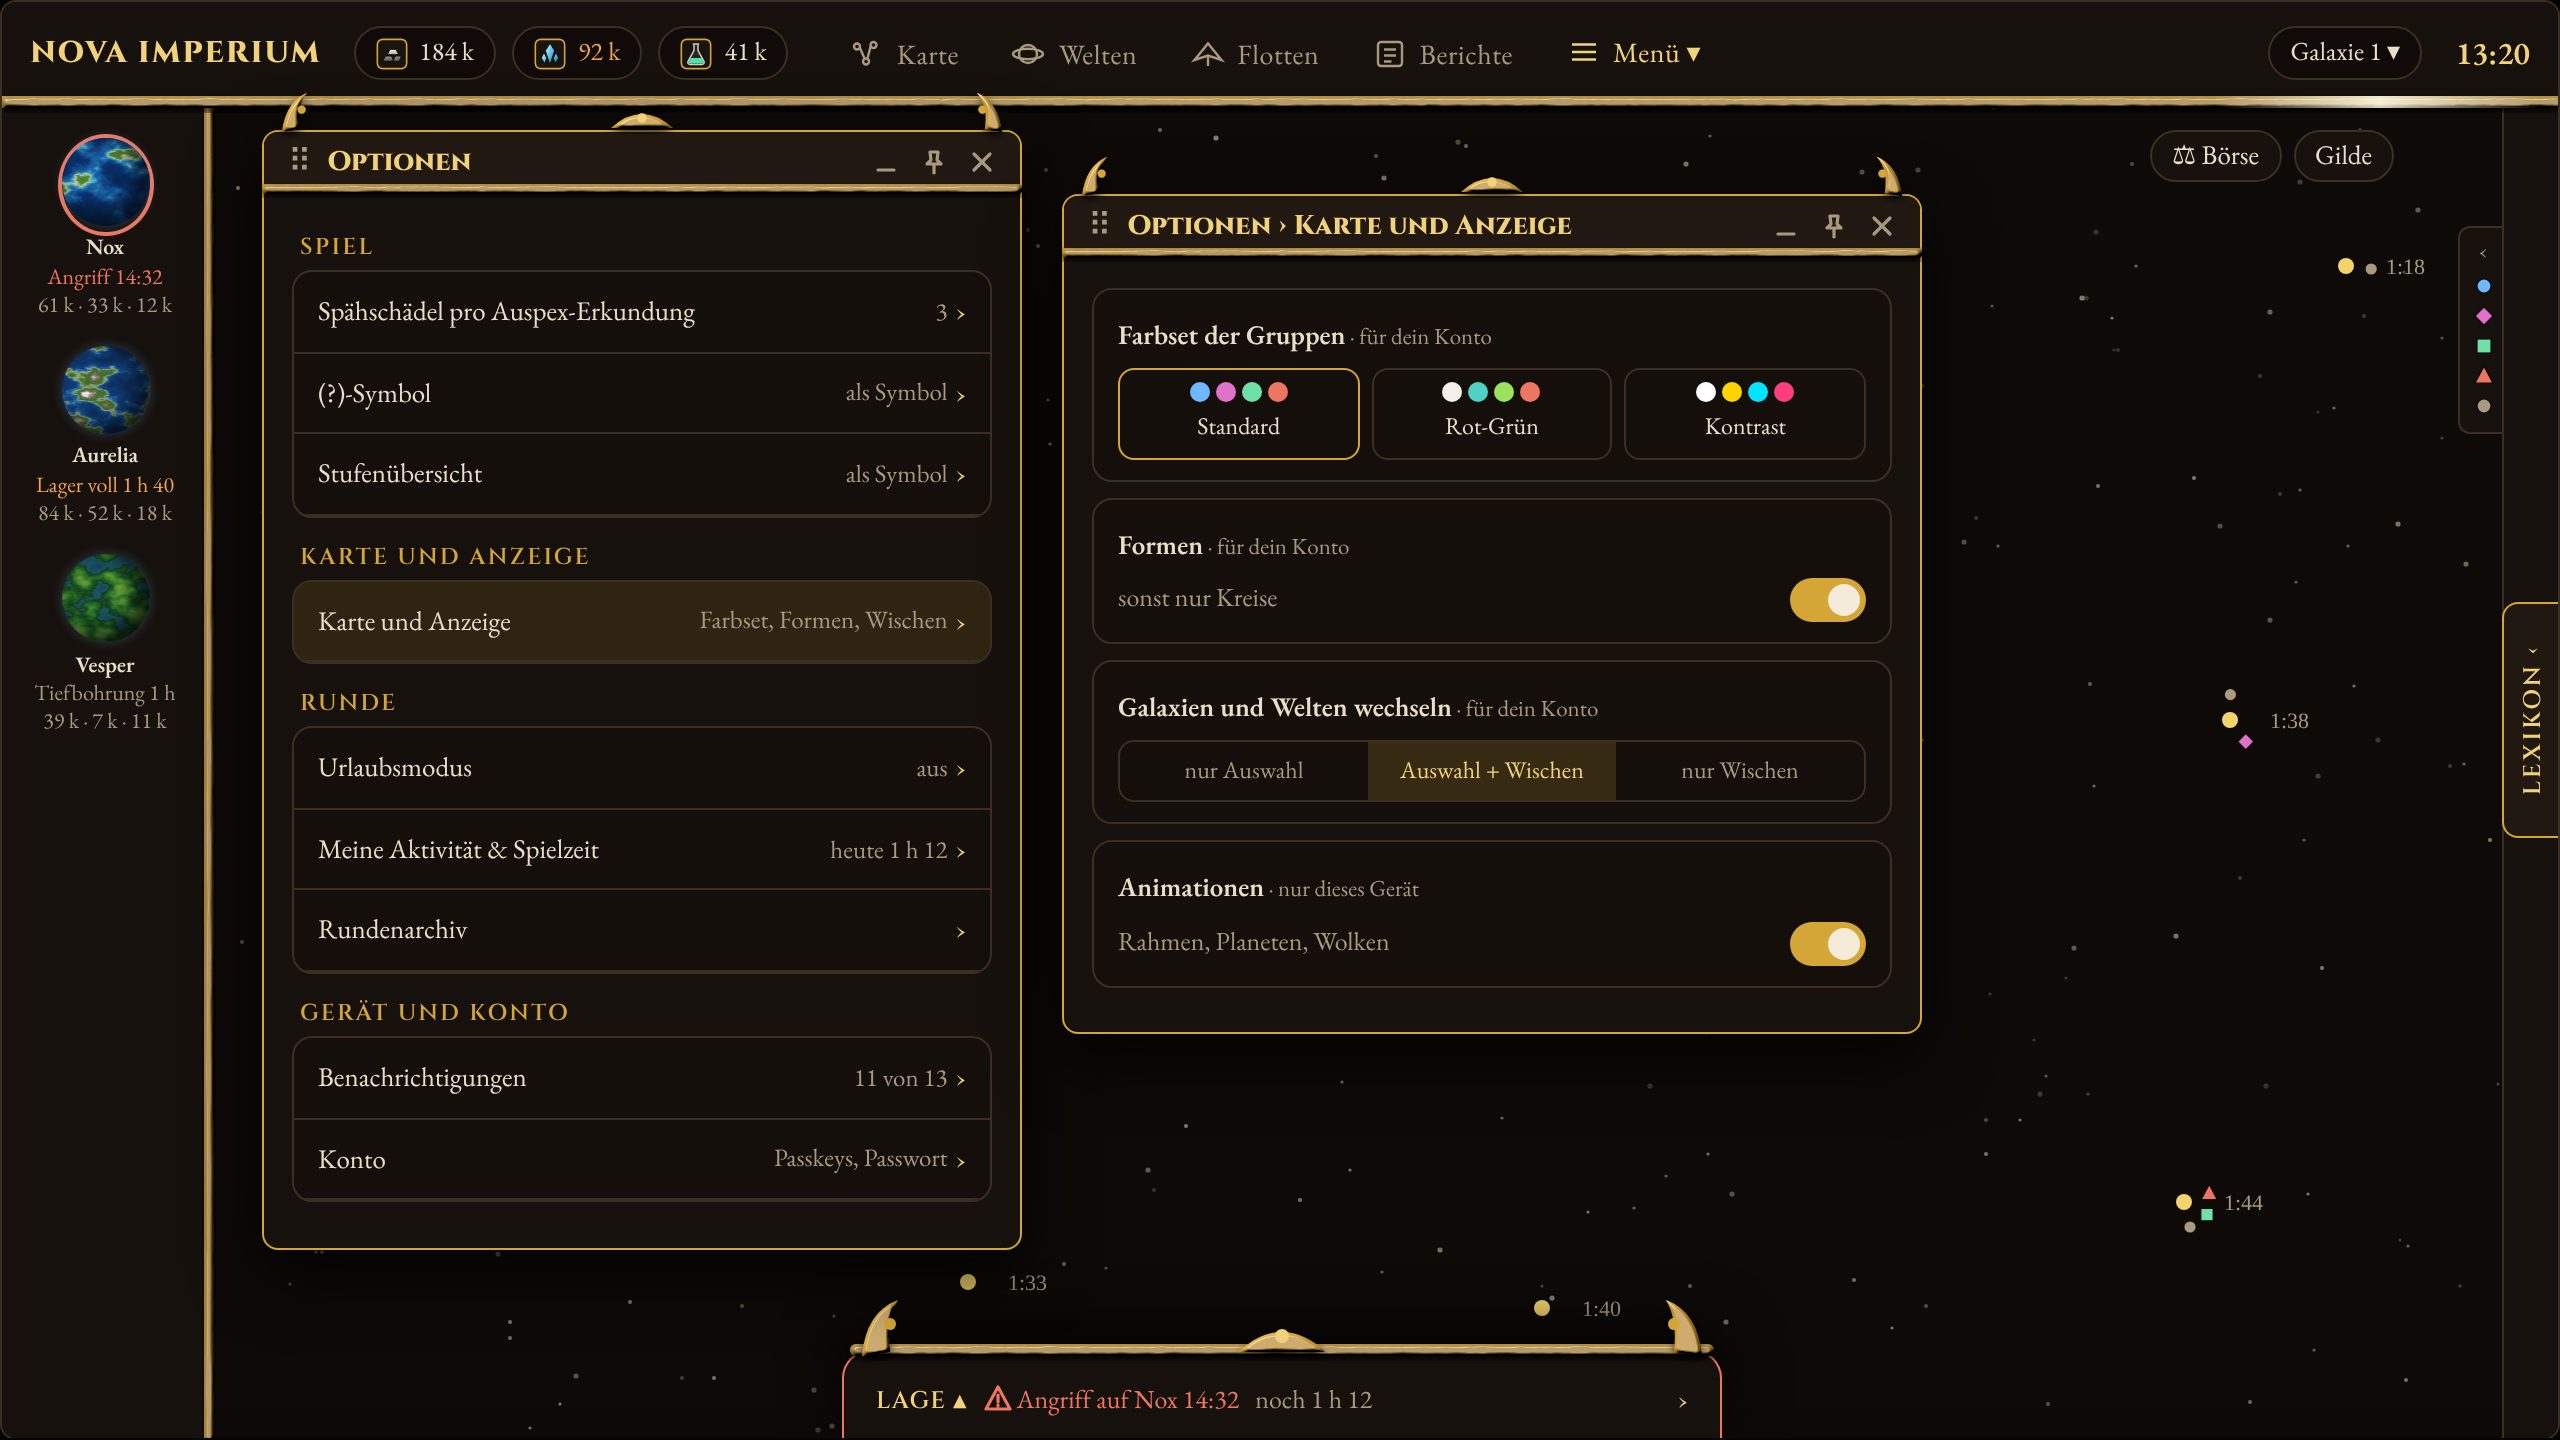 NOVA IMPERIUM
184 k
92 k
41 k
Karte
Welten
Flotten
Berichte
Menü ▾
Galaxie 1 ▾
13:20
Nox
Angriff 14:32
61 k · 33 k · 12 k
Aurelia
Lager voll 1 h 40
84 k · 52 k · 18 k
Vesper
Tiefbohrung 1 h
39 k · 7 k · 11 k
OPTIONEN
SPIEL
Spähschädel pro Auspex-Erkundung 3 ›
(?)-Symbol als Symbol ›
Stufenübersicht als Symbol ›
KARTE UND ANZEIGE
Karte und Anzeige Farbset, Formen, Wischen ›
RUNDE
Urlaubsmodus aus ›
Meine Aktivität & Spielzeit heute 1 h 12 ›
Rundenarchiv ›
GERÄT UND KONTO
Benachrichtigungen 11 von 13 ›
Konto Passkeys, Passwort ›
OPTIONEN › KARTE UND ANZEIGE
Farbset der Gruppen · für dein Konto
Standard
Rot-Grün
Kontrast
Formen · für dein Konto
sonst nur Kreise
Galaxien und Welten wechseln · für dein Konto
nur Auswahl
Auswahl + Wischen
nur Wischen
Animationen · nur dieses Gerät
Rahmen, Planeten, Wolken
Börse
Gilde
1:18
1:38
1:44
1:33
1:40
LEXIKON ‹
LAGE ▴ Angriff auf Nox 14:32 noch 1 h 12 ›